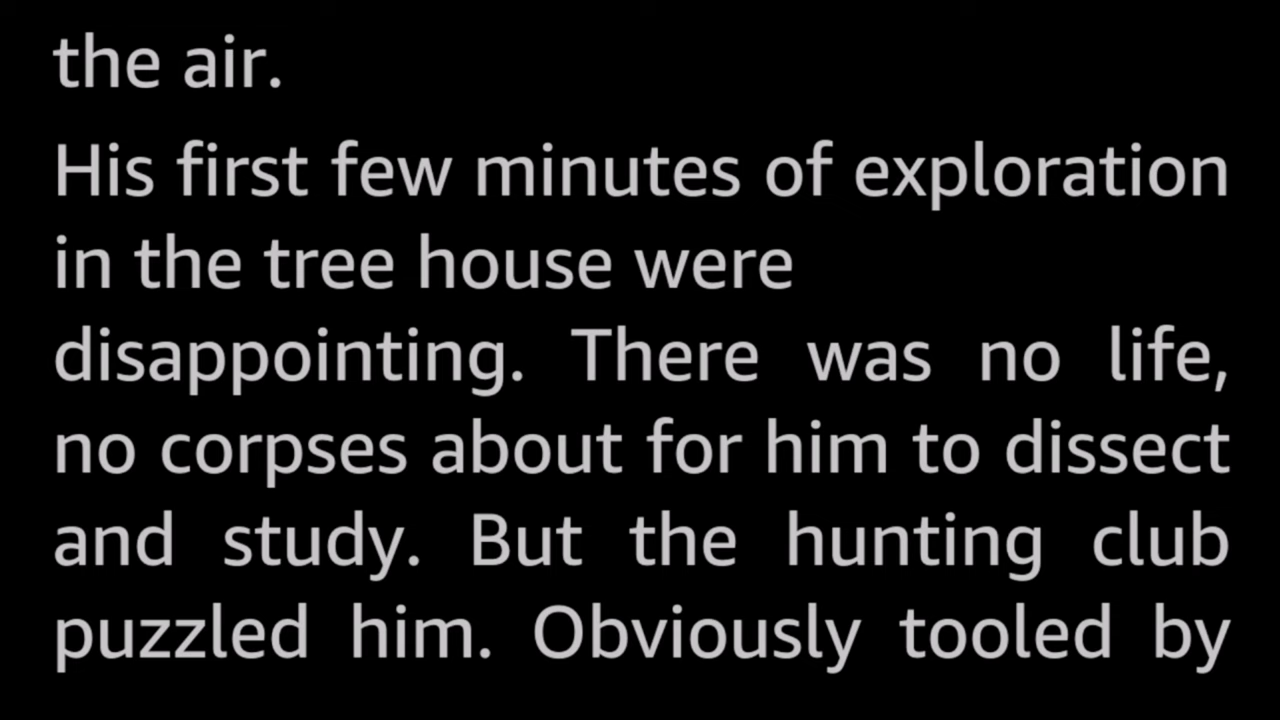 the air.
His first few minutes of exploration
in the tree house were
disappointing. There was no life,
no corpses about for him to dissect
and study. But the hunting club
puzzled him. Obviously tooled by